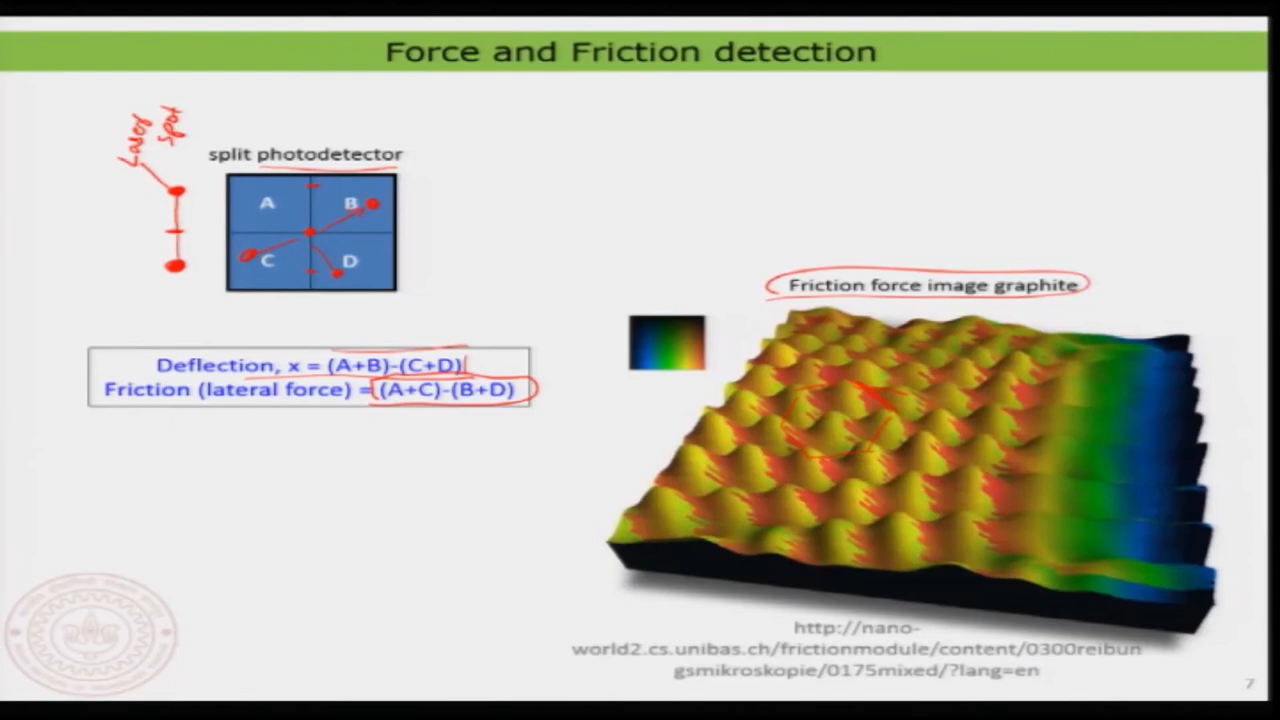 Force and Friction detection
Laser
spot
split photodetector
A
B
C
D
Friction force image graphite
Deflection, x = (A+B)-(C+D)
Friction (lateral force) =(A+C)-(B+D)
http://nano-
world2.cs.unibas.ch/frictionmodule/content/0300reibun
gsmikroskopie/0175mixed/?lang=en
7